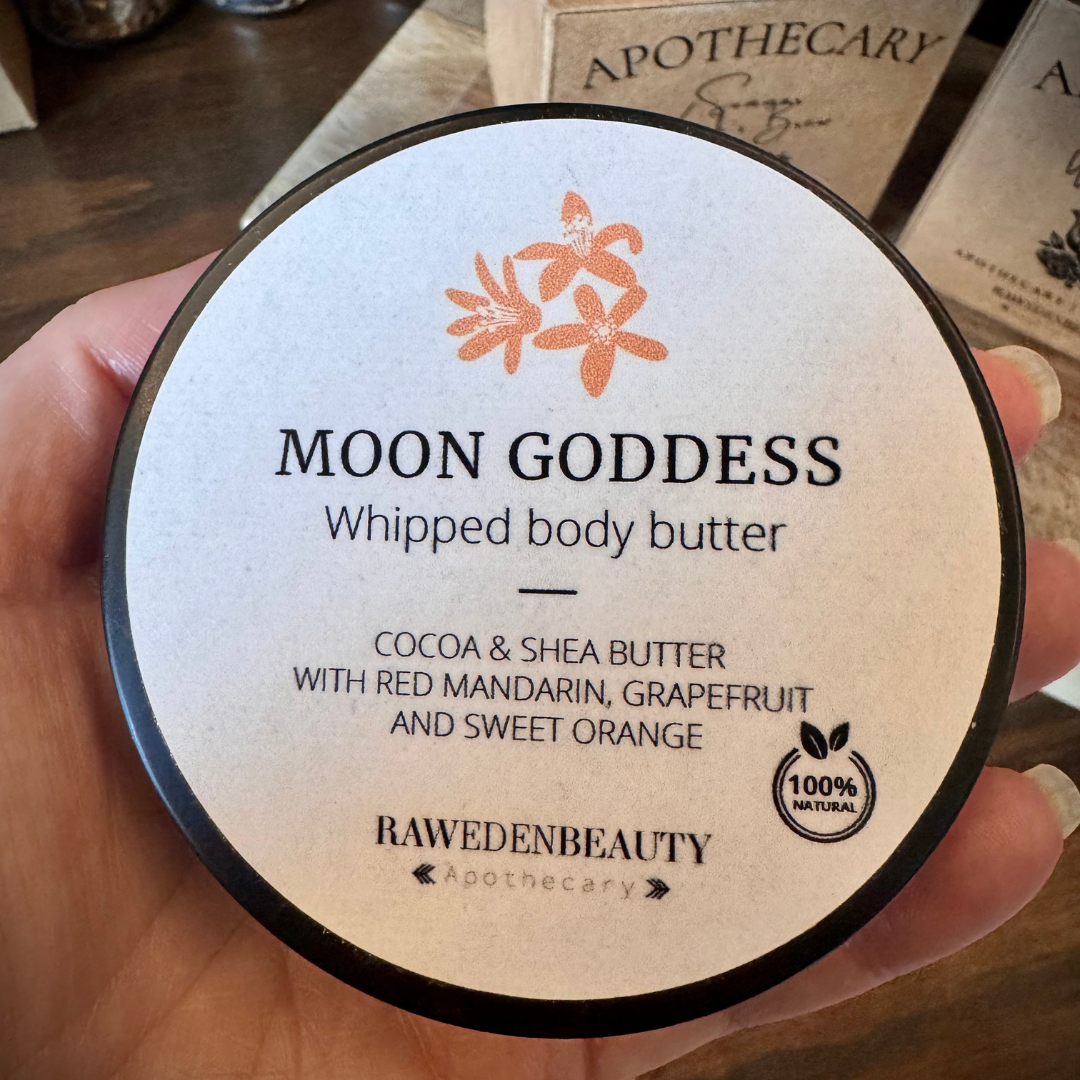 APOTHECARY
MOON GODDESS
Whipped body butter
COCOA & SHEA BUTTER
WITH RED MANDARIN, GRAPEFRUIT
AND SWEET ORANGE
100%
NATURAL
RAWEDENBEAUTY
Apothecary